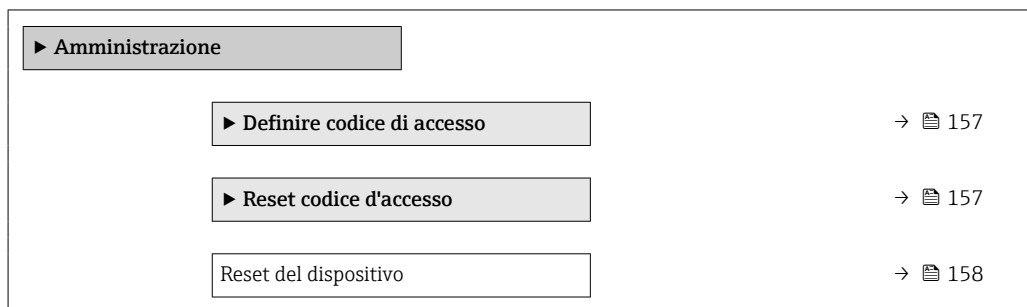 ▶ Amministrazione
▶ Definire codice di accesso → 157
▶ Reset codice d'accesso → 157
Reset del dispositivo → 158